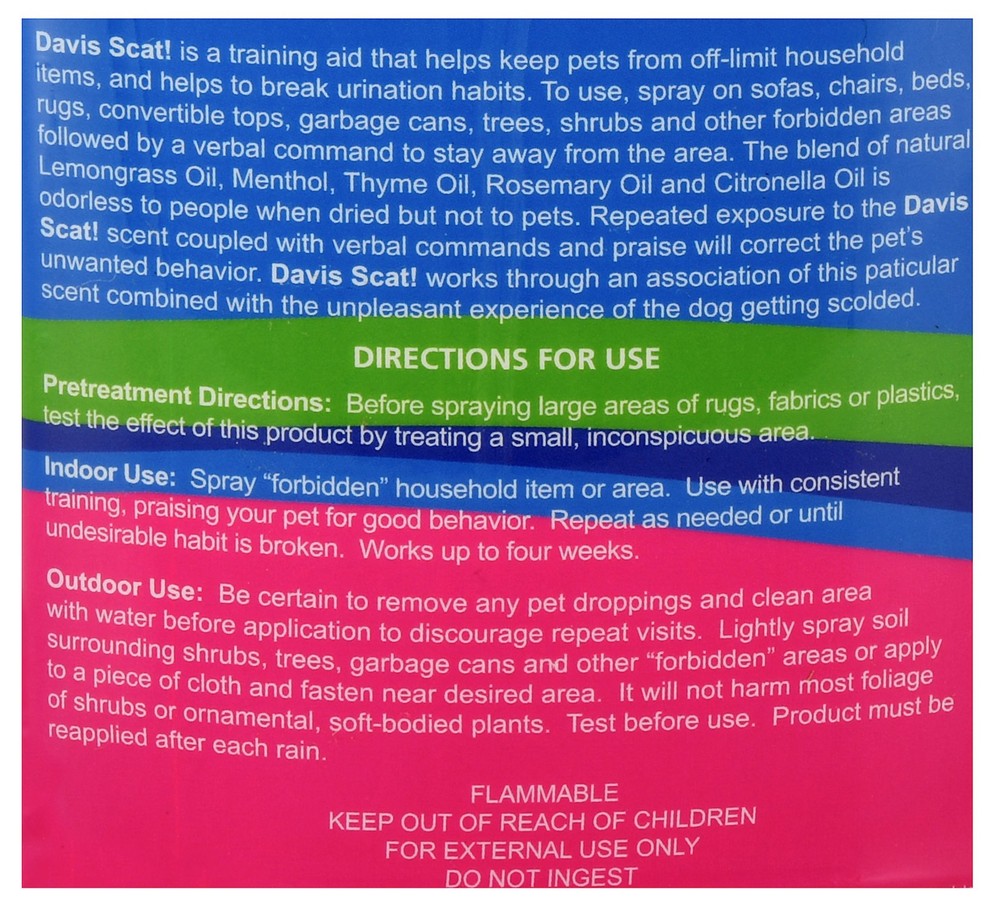 Davis Scat! is a training aid that helps keep pets from off-limit household
items, and helps to break urination habits. To use, spray on sofas, chairs, beds,
rugs, convertible tops, garbage cans, trees, shrubs and other forbidden areas
followed by a verbal command to stay away from the area. The blend of natural
Lemongrass Oil, Menthol, Thyme Oil, Rosemary Oil and Citronella Oil is
odorless to people when dried but not to pets. Repeated exposure to the Davis
Scat! scent coupled with verbal commands and praise will correct the pet's
unwanted behavior. Davis Scat! works through an association of this paticular
scent combined with the unpleasant experience of the dog getting scolded.
DIRECTIONS FOR USE
Pretreatment Directions: Before spraying large areas of rugs, fabrics or plastics,
test the effect of this product by treating a small, inconspicuous area.
Indoor Use: Spray “forbidden” household item or area. Use with consistent
training, praising your pet for good behavior. Repeat as needed or until
undesirable habit is broken. Works up to four weeks.
Outdoor Use: Be certain to remove any pet droppings and clean area
with water before application to discourage repeat visits. Lightly spray soil
surrounding shrubs, trees, garbage cans and other “forbidden” areas or apply
to a piece of cloth and fasten near desired area. It will not harm most foliage
of shrubs or ornamental, soft-bodied plants. Test before use. Product must be
reapplied after each rain.
FLAMMABLE
KEEP OUT OF REACH OF CHILDREN
FOR EXTERNAL USE ONLY
DO NOT INGEST